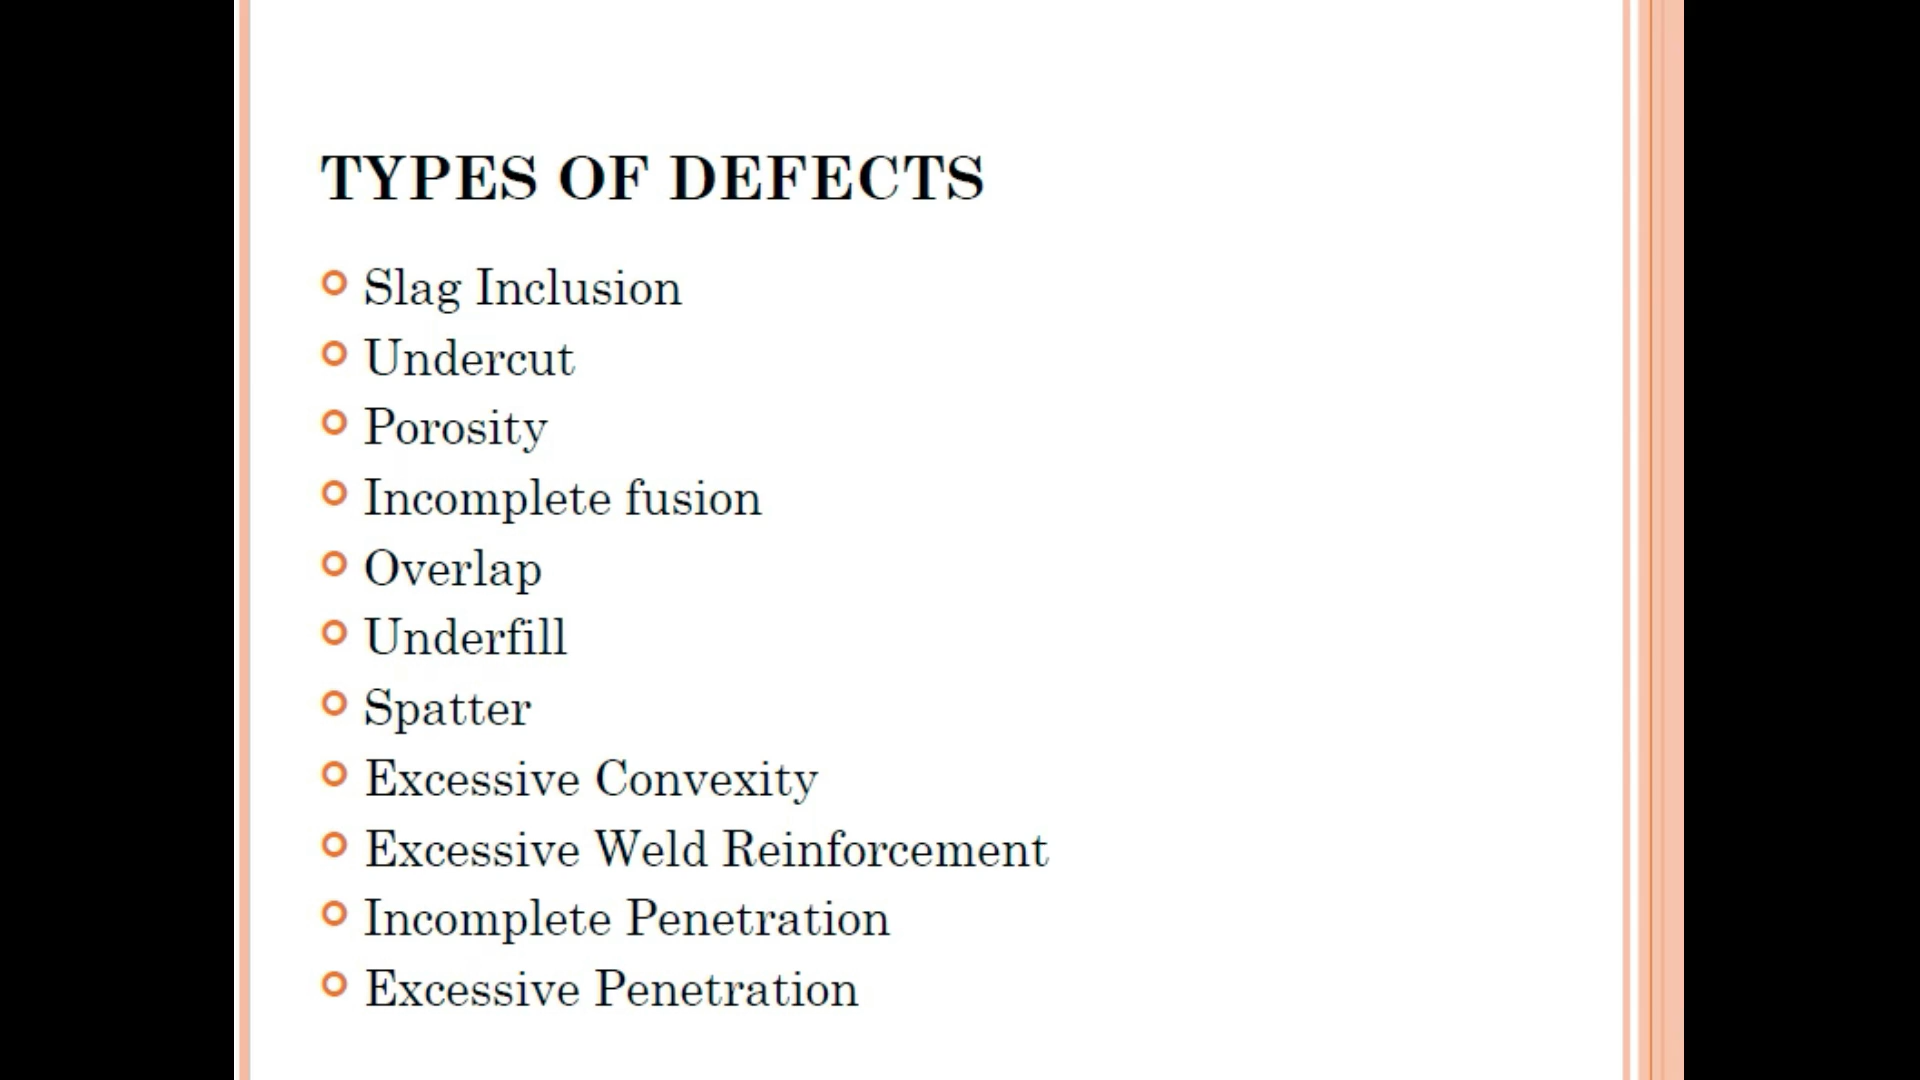 TYPES OF DEFECTS
Slag Inclusion
Undercut
Porosity
Incomplete fusion
Overlap
Underfill
Spatter
Excessive Convexity
Excessive Weld Reinforcement
Incomplete Penetration
Excessive Penetration